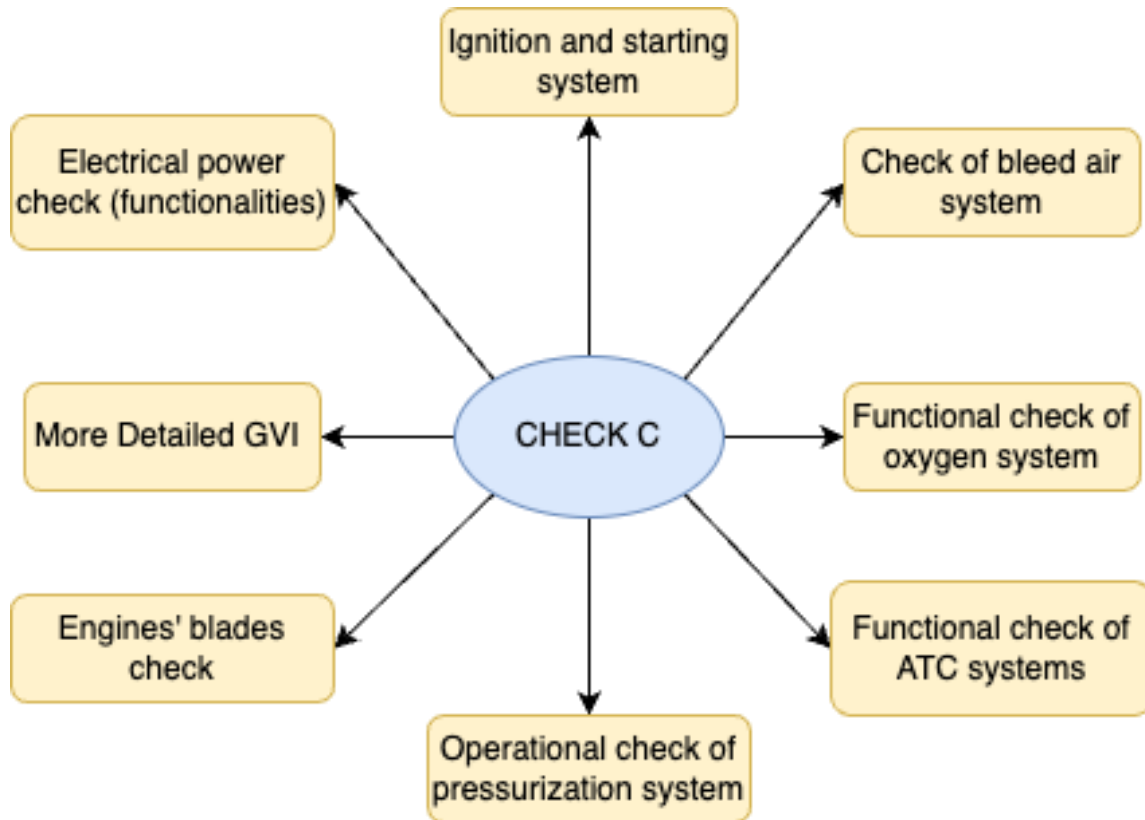 Ignition and starting
system
Electrical power
check (functionalities)
Check of bleed air
system
More Detailed GVI
CHECK C
Functional check of
oxygen system
Engines' blades
check
Functional check of
ATC systems
Operational check of
pressurization system